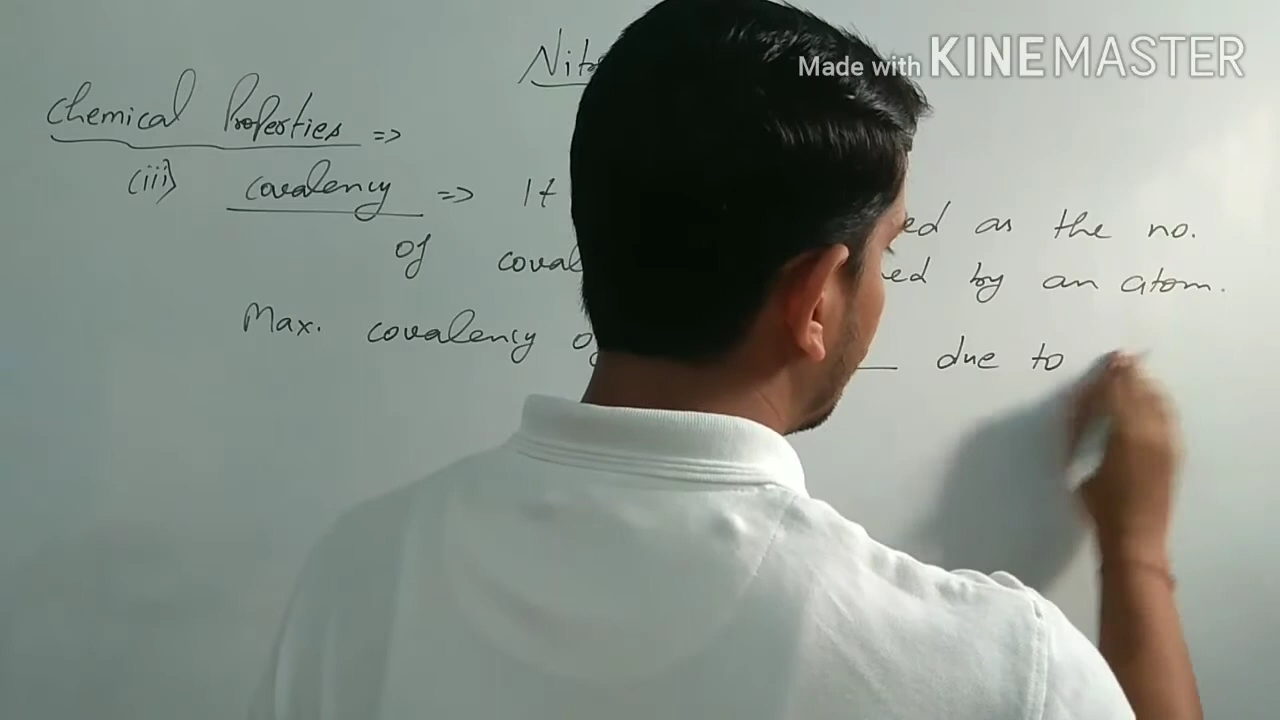 Made with KINEMASTER
Chemical Properties =>
(iii) Covalency => It ed as the no.
of coval ed by an atom.
Max. covalency o due to